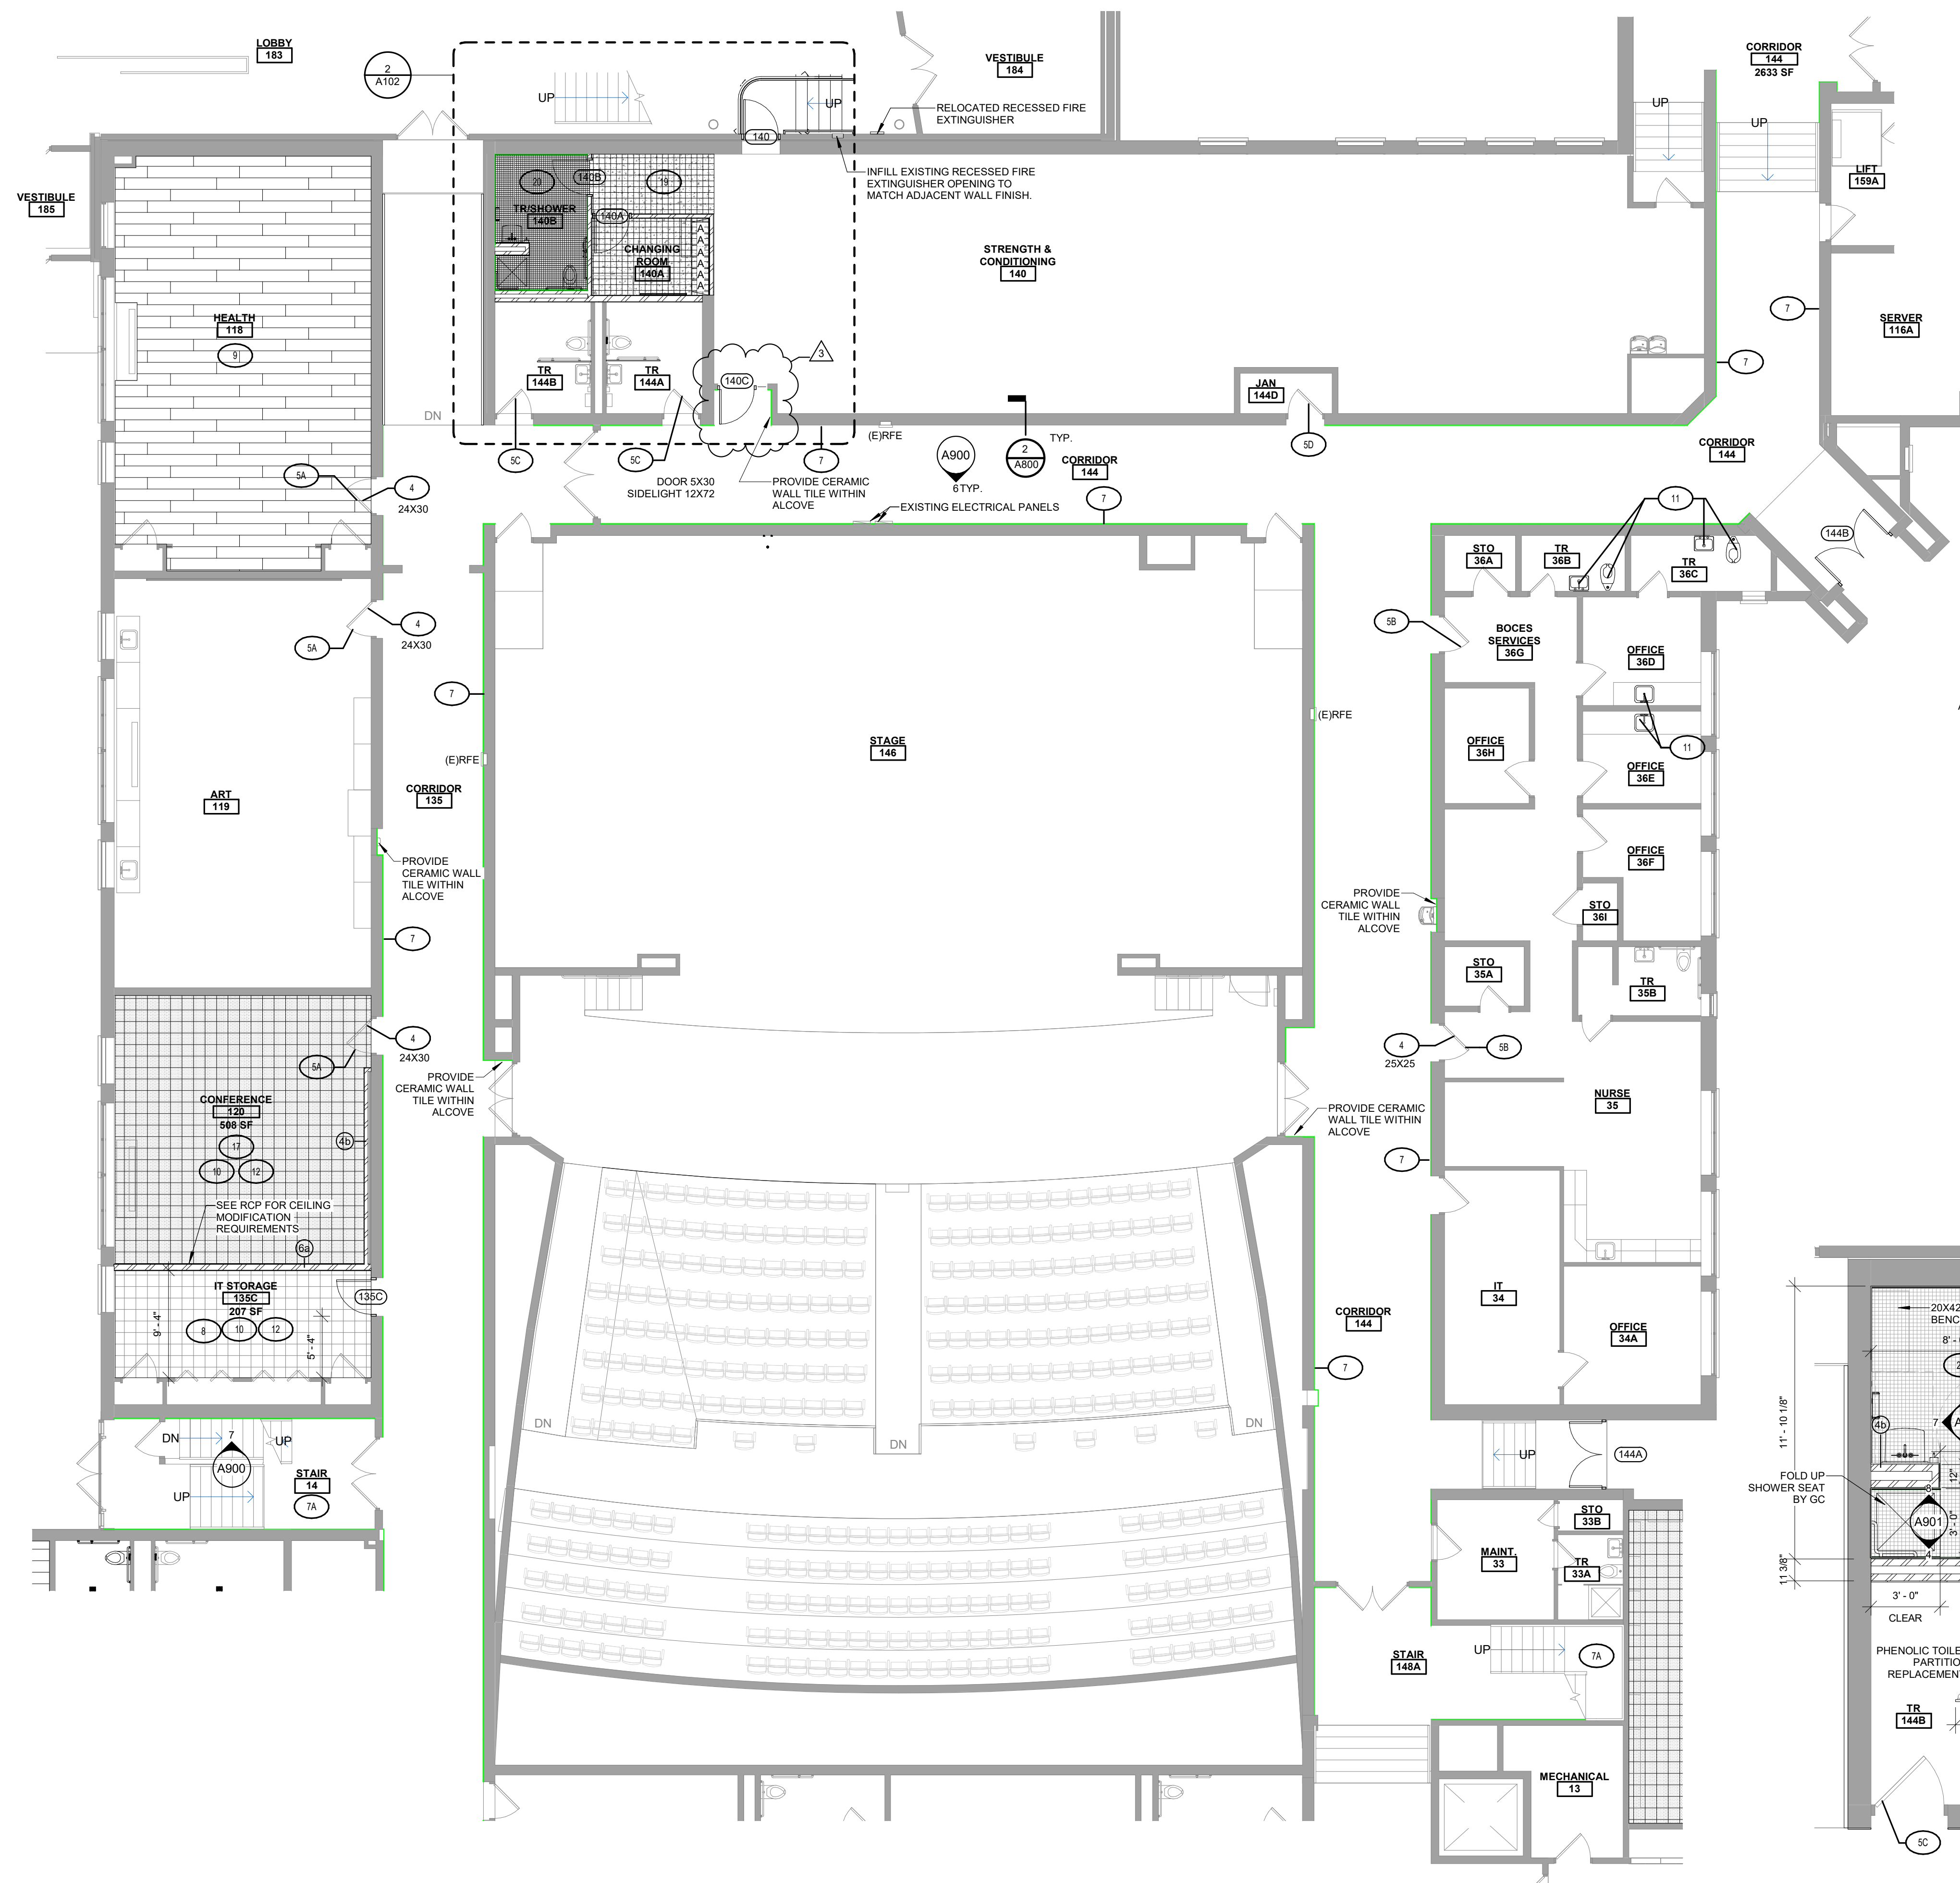 LOBBY
183
2
A102
UP
UP
140
VESTIBULE
184
RELOCATED RECESSED FIRE
EXTINGUISHER
INFILL EXISTING RECESSED FIRE
EXTINGUISHER OPENING TO
MATCH ADJACENT WALL FINISH.
CORRIDOR
144
2633 SF
UP
UP
LIFT
159A
VESTIBULE
185
20
140B
19
TR/SHOWER
140B
140A
CHANGING
ROOM
140A
A
A
A
A
A
A
STRENGTH &
CONDITIONING
140
7
SERVER
116A
HEALTH
118
9
TR
144B
TR
144A
140C
3
7
JAN
144D
DN
5C
5C
7
(E)RFE
DOOR 5X30
SIDELIGHT 12X72
PROVIDE CERAMIC
WALL TILE WITHIN
ALCOVE
A900
6 TYP.
2
A800
TYP.
CORRIDOR
144
5D
CORRIDOR
144
7
EXISTING ELECTRICAL PANELS
5A
4
24X30
11
144B
STO
36A
TR
36B
TR
36C
5A
4
24X30
5B
BOCES
SERVICES
36G
OFFICE
36D
7
(E)RFE
STAGE
146
OFFICE
36H
11
OFFICE
36E
(E)RFE
ART
119
CORRIDOR
135
PROVIDE
CERAMIC WALL
TILE WITHIN
ALCOVE
OFFICE
36F
PROVIDE
CERAMIC WALL
TILE WITHIN
ALCOVE
STO
36I
7
STO
35A
TR
35B
4
24X30
5A
4
25X25
5B
PROVIDE
CERAMIC WALL
TILE WITHIN
ALCOVE
CONFERENCE
120
508 SF
17
10
12
4b
NURSE
35
PROVIDE CERAMIC
WALL TILE WITHIN
ALCOVE
7
SEE RCP FOR CEILING
MODIFICATION
REQUIREMENTS
6a
IT STORAGE
135C
207 SF
8
10
12
135C
9' - 4"
5' - 4"
IT
34
CORRIDOR
144
OFFICE
34A
7
20X42
BENC
8' -
2
11' - 10 1/8"
4b
7
A
DN
DN
DN
DN
UP
7
A900
UP
STAIR
14
7A
UP
144A
FOLD UP
SHOWER SEAT
BY GC
12"
8
A901
4
3' - 0"
11 3/8"
3' - 0"
CLEAR
STO
33B
MAINT.
33
TR
33A
UP
STAIR
148A
7A
PHENOLIC TOILE
PARTITIO
REPLACEMENT
TR
144B
MECHANICAL
13
5C